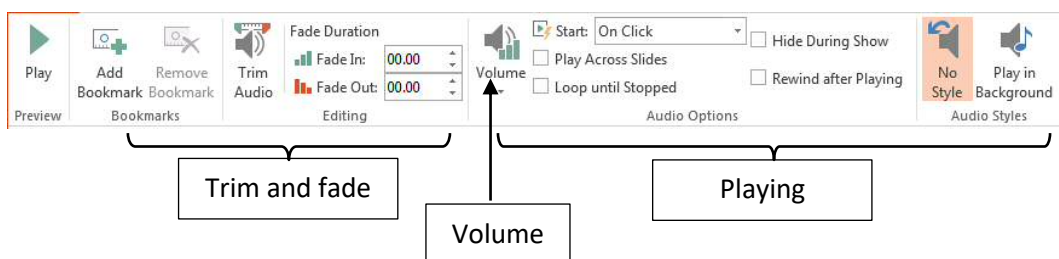 Play
Preview
Add
Bookmark
Remove
Bookmark
Bookmarks
Trim
Audio
Fade Duration
Fade In: 00.00
Fade Out: 00.00
Editing
Volume
Start: On Click
Play Across Slides
Loop until Stopped
Hide During Show
Rewind after Playing
Audio Options
No
Style
Play in
Background
Audio Styles
Trim and fade
Playing
Volume